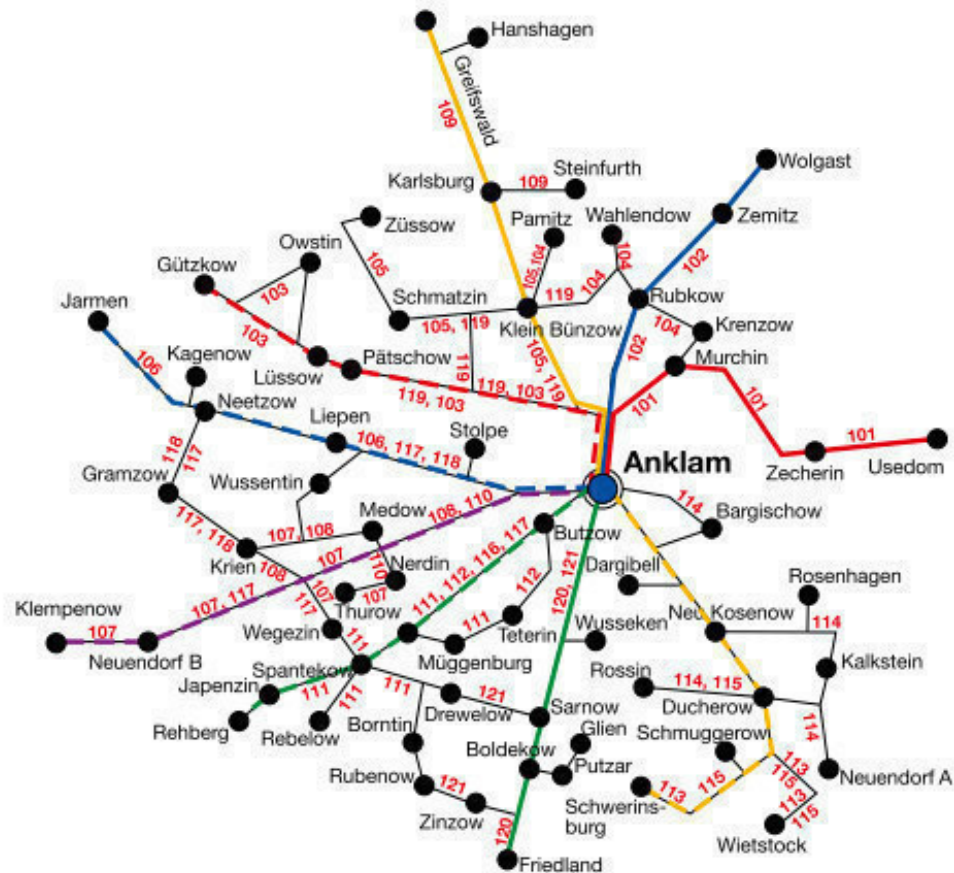 Hanshagen
Greifswald
109
Steinfurth
109
Karlsburg
Wolgast
Zemitz
102
Züssow
Pamitz
Wahlendow
Owstin
105
105, 104
104
104
119
Gützkow
103
Jarmen
Schmatzin
105, 119
Klein Bünzow
Rubkow
104
Krenzow
102
103
Kagenow
106
Lüssow
Pätschow
119
119, 103
119, 103
105, 119
Murchin
101
101
101
Neetzow
Liepen
106, 117, 118
Stolpe
Zecherin
Usedom
118
117
Gramzow
Wussentin
Anklam
108, 110
114
Bargischow
117, 118
107, 108
Medow
Butzow
Krien
108
107
110
Nerdin
111, 112, 116, 117
112
Dargibell
Rosenhagen
107
107
Thurow
117
107, 117
120, 121
Klempenow
107
Neuendorf B
Wegezin
111
111
Müggenburg
Teterin
Wusseken
Neu Kosenow
114
Kalkstein
Japenzin
Spantekow
111
111
111
Rehberg
Rebelow
Borntin
Drewelow
121
Sarnow
Rossin
114, 115
Ducherow
114
Glien
Schmuggerow
Boldekow
Putzar
113
115
Neuendorf A
Rubenow
121
Zinzow
Schwerins-
burg
113
115
113
115
Wietstock
120
Friedland